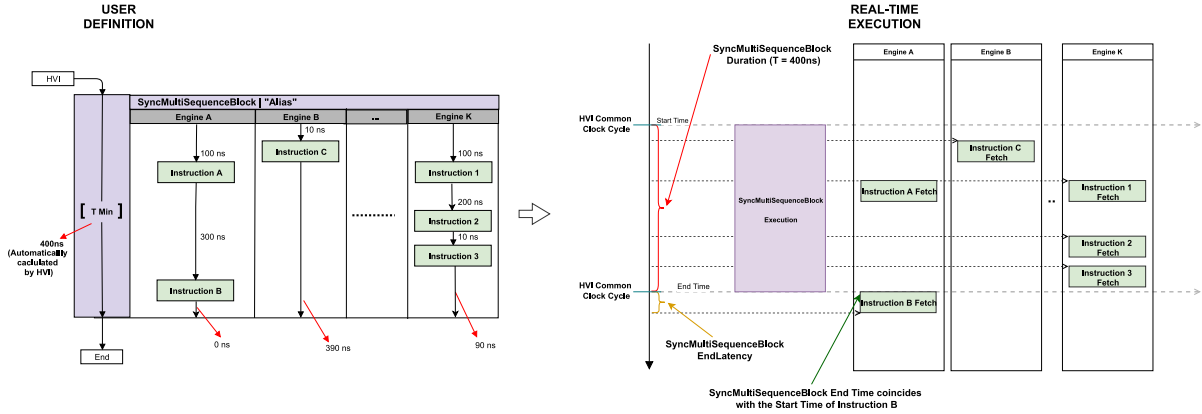 USER
DEFINITION
HVI
SyncMultiSequenceBlock | "Alias"
Engine A
Engine B
...
Engine K
10 ns
Instruction C
100 ns
Instruction A
100 ns
Instruction 1
[ T Min ]
200 ns
Instruction 2
300 ns
10 ns
Instruction 3
400ns
(Automatically
caclulated
by HVI)
Instruction B
0 ns
390 ns
90 ns
End
REAL-TIME
EXECUTION
SyncMultiSequenceBlock
Duration (T = 400ns)
Engine A
Engine B
Engine K
HVI Common
Clock Cycle
Start Time
Instruction C
Fetch
Instruction A Fetch
..
Instruction 1
Fetch
SyncMultiSequenceBlock
Execution
Instruction 2
Fetch
Instruction 3
Fetch
HVI Common
Clock Cycle
End Time
Instruction B Fetch
SyncMultiSequenceBlock
EndLatency
SyncMultiSequenceBlock End Time coincides
with the Start Time of Instruction B